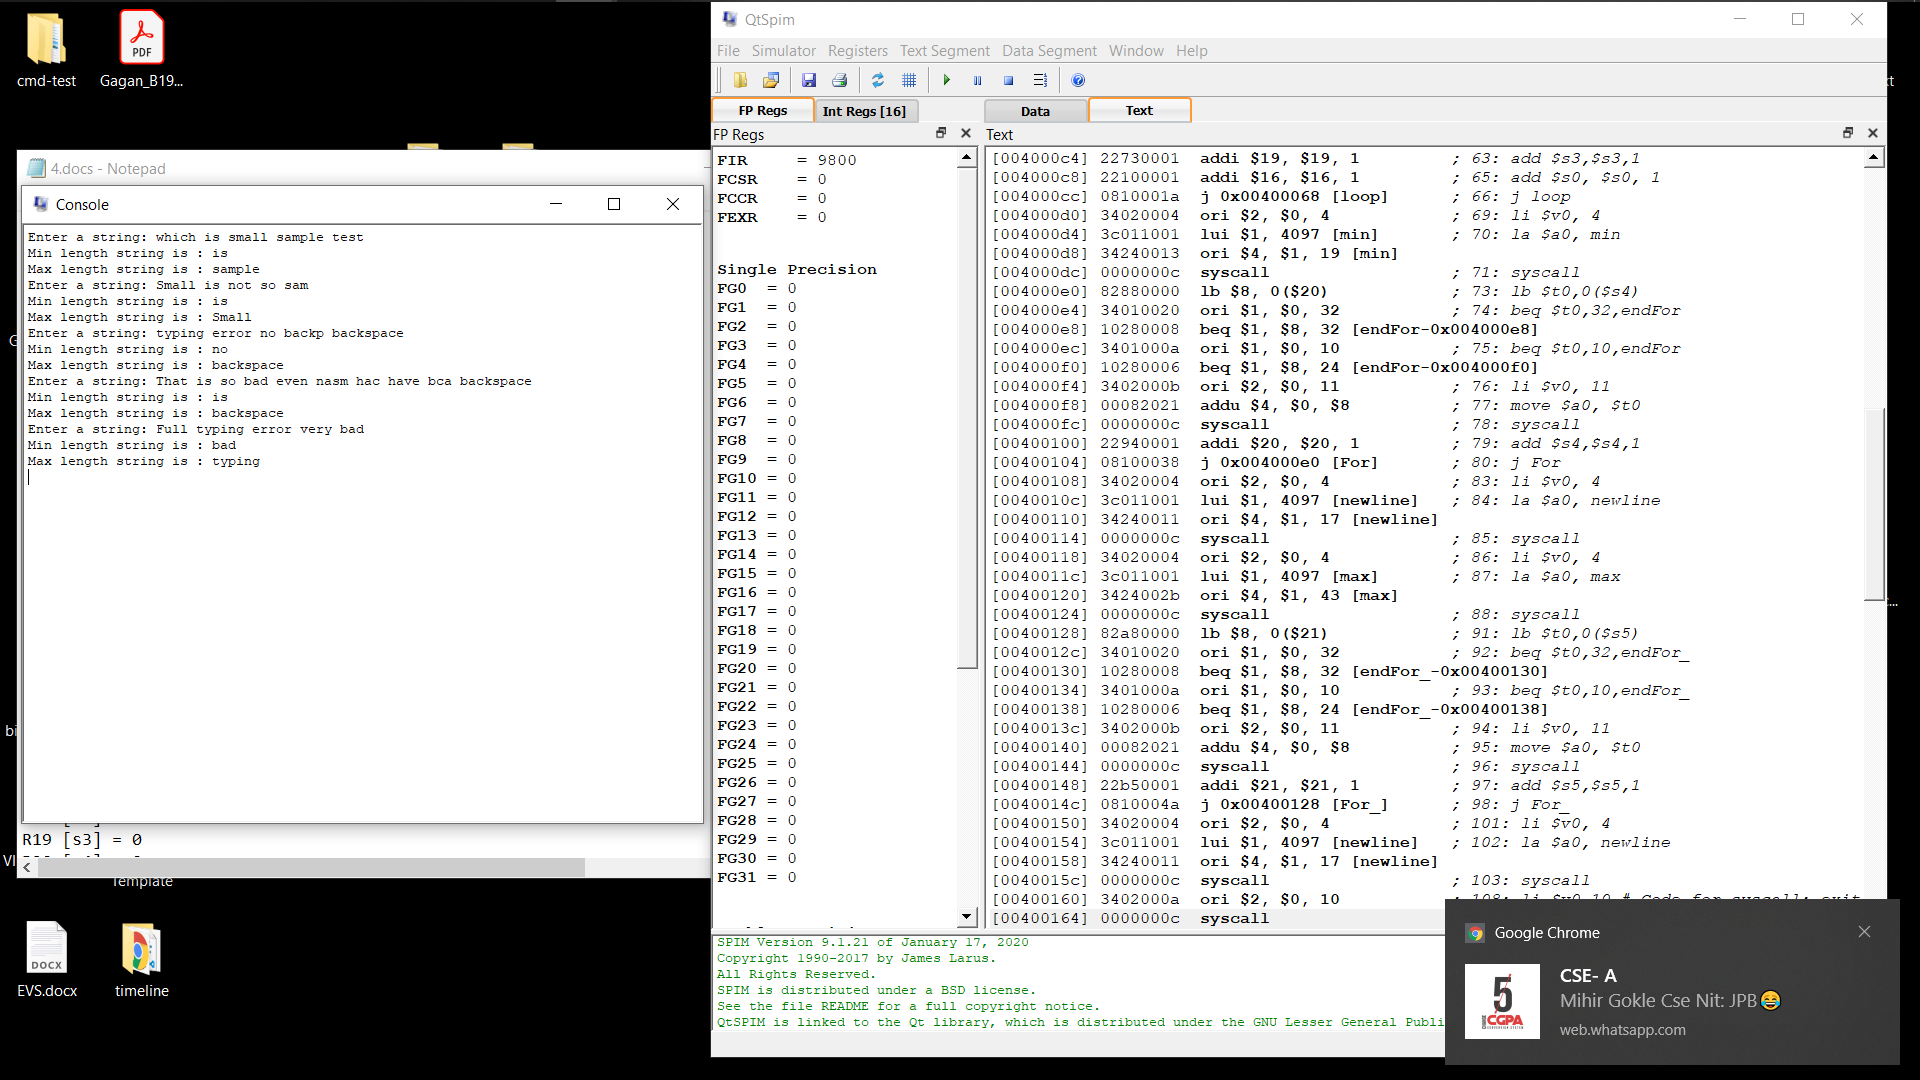 cmd-test
Gagan_B19...
4.docs - Notepad
Console
Enter a string: which is small sample test
Min length string is : is
Max length string is : sample
Enter a string: Small is not so sam
Min length string is : is
Max length string is : Small
Enter a string: typing error no backp backspace
Min length string is : no
Max length string is : backspace
Enter a string: That is so bad even nasm hac have bca backspace
Min length string is : is
Max length string is : backspace
Enter a string: Full typing error very bad
Min length string is : bad
Max length string is : typing
R19 [s3] = 0
Template
EVS.docx
timeline
QtSpim
File Simulator Registers Text Segment Data Segment Window Help
FP Regs
Int Regs [16]
Data
Text
FP Regs
FIR = 9800
FCSR = 0
FCCR = 0
FEXR = 0
Single Precision
FG0 = 0
FG1 = 0
FG2 = 0
FG3 = 0
FG4 = 0
FG5 = 0
FG6 = 0
FG7 = 0
FG8 = 0
FG9 = 0
FG10 = 0
FG11 = 0
FG12 = 0
FG13 = 0
FG14 = 0
FG15 = 0
FG16 = 0
FG17 = 0
FG18 = 0
FG19 = 0
FG20 = 0
FG21 = 0
FG22 = 0
FG23 = 0
FG24 = 0
FG25 = 0
FG26 = 0
FG27 = 0
FG28 = 0
FG29 = 0
FG30 = 0
FG31 = 0
Text
[004000c4] 22730001 addi $19, $19, 1 ; 63: add $s3,$s3,1
[004000c8] 22100001 addi $16, $16, 1 ; 65: add $s0, $s0, 1
[004000cc] 0810001a j 0x00400068 [loop] ; 66: j loop
[004000d0] 34020004 ori $2, $0, 4 ; 69: li $v0, 4
[004000d4] 3c011001 lui $1, 4097 [min] ; 70: la $a0, min
[004000d8] 34240013 ori $4, $1, 19 [min]
[004000dc] 0000000c syscall ; 71: syscall
[004000e0] 82880000 lb $8, 0($20) ; 73: lb $t0,0($s4)
[004000e4] 34010020 ori $1, $0, 32 ; 74: beq $t0,32,endFor
[004000e8] 10280008 beq $1, $8, 32 [endFor-0x004000e8]
[004000ec] 3401000a ori $1, $0, 10 ; 75: beq $t0,10,endFor
[004000f0] 10280006 beq $1, $8, 24 [endFor-0x004000f0]
[004000f4] 3402000b ori $2, $0, 11 ; 76: li $v0, 11
[004000f8] 00082021 addu $4, $0, $8 ; 77: move $a0, $t0
[004000fc] 0000000c syscall ; 78: syscall
[00400100] 22940001 addi $20, $20, 1 ; 79: add $s4,$s4,1
[00400104] 08100038 j 0x004000e0 [For] ; 80: j For
[00400108] 34020004 ori $2, $0, 4 ; 83: li $v0, 4
[0040010c] 3c011001 lui $1, 4097 [newline] ; 84: la $a0, newline
[00400110] 34240011 ori $4, $1, 17 [newline]
[00400114] 0000000c syscall ; 85: syscall
[00400118] 34020004 ori $2, $0, 4 ; 86: li $v0, 4
[0040011c] 3c011001 lui $1, 4097 [max] ; 87: la $a0, max
[00400120] 3424002b ori $4, $1, 43 [max]
[00400124] 0000000c syscall ; 88: syscall
[00400128] 82a80000 lb $8, 0($21) ; 91: lb $t0,0($s5)
[0040012c] 34010020 ori $1, $0, 32 ; 92: beq $t0,32,endFor_
[00400130] 10280008 beq $1, $8, 32 [endFor_-0x00400130]
[00400134] 3401000a ori $1, $0, 10 ; 93: beq $t0,10,endFor_
[00400138] 10280006 beq $1, $8, 24 [endFor_-0x00400138]
[0040013c] 3402000b ori $2, $0, 11 ; 94: li $v0, 11
[00400140] 00082021 addu $4, $0, $8 ; 95: move $a0, $t0
[00400144] 0000000c syscall ; 96: syscall
[00400148] 22b50001 addi $21, $21, 1 ; 97: add $s5,$s5,1
[0040014c] 0810004a j 0x00400128 [For_] ; 98: j For_
[00400150] 34020004 ori $2, $0, 4 ; 101: li $v0, 4
[00400154] 3c011001 lui $1, 4097 [newline] ; 102: la $a0, newline
[00400158] 34240011 ori $4, $1, 17 [newline]
[0040015c] 0000000c syscall ; 103: syscall
[00400160] 3402000a ori $2, $0, 10
[00400164] 0000000c syscall
SPIM Version 9.1.21 of January 17, 2020
Copyright 1990-2017 by James Larus.
All Rights Reserved.
SPIM is distributed under a BSD license.
See the file README for a full copyright notice.
QtSPIM is linked to the Qt library, which is distributed under the GNU Lesser General Publi
Google Chrome
CSE- A
Mihir Gokle Cse Nit: JPB😂
web.whatsapp.com
5
CGPA